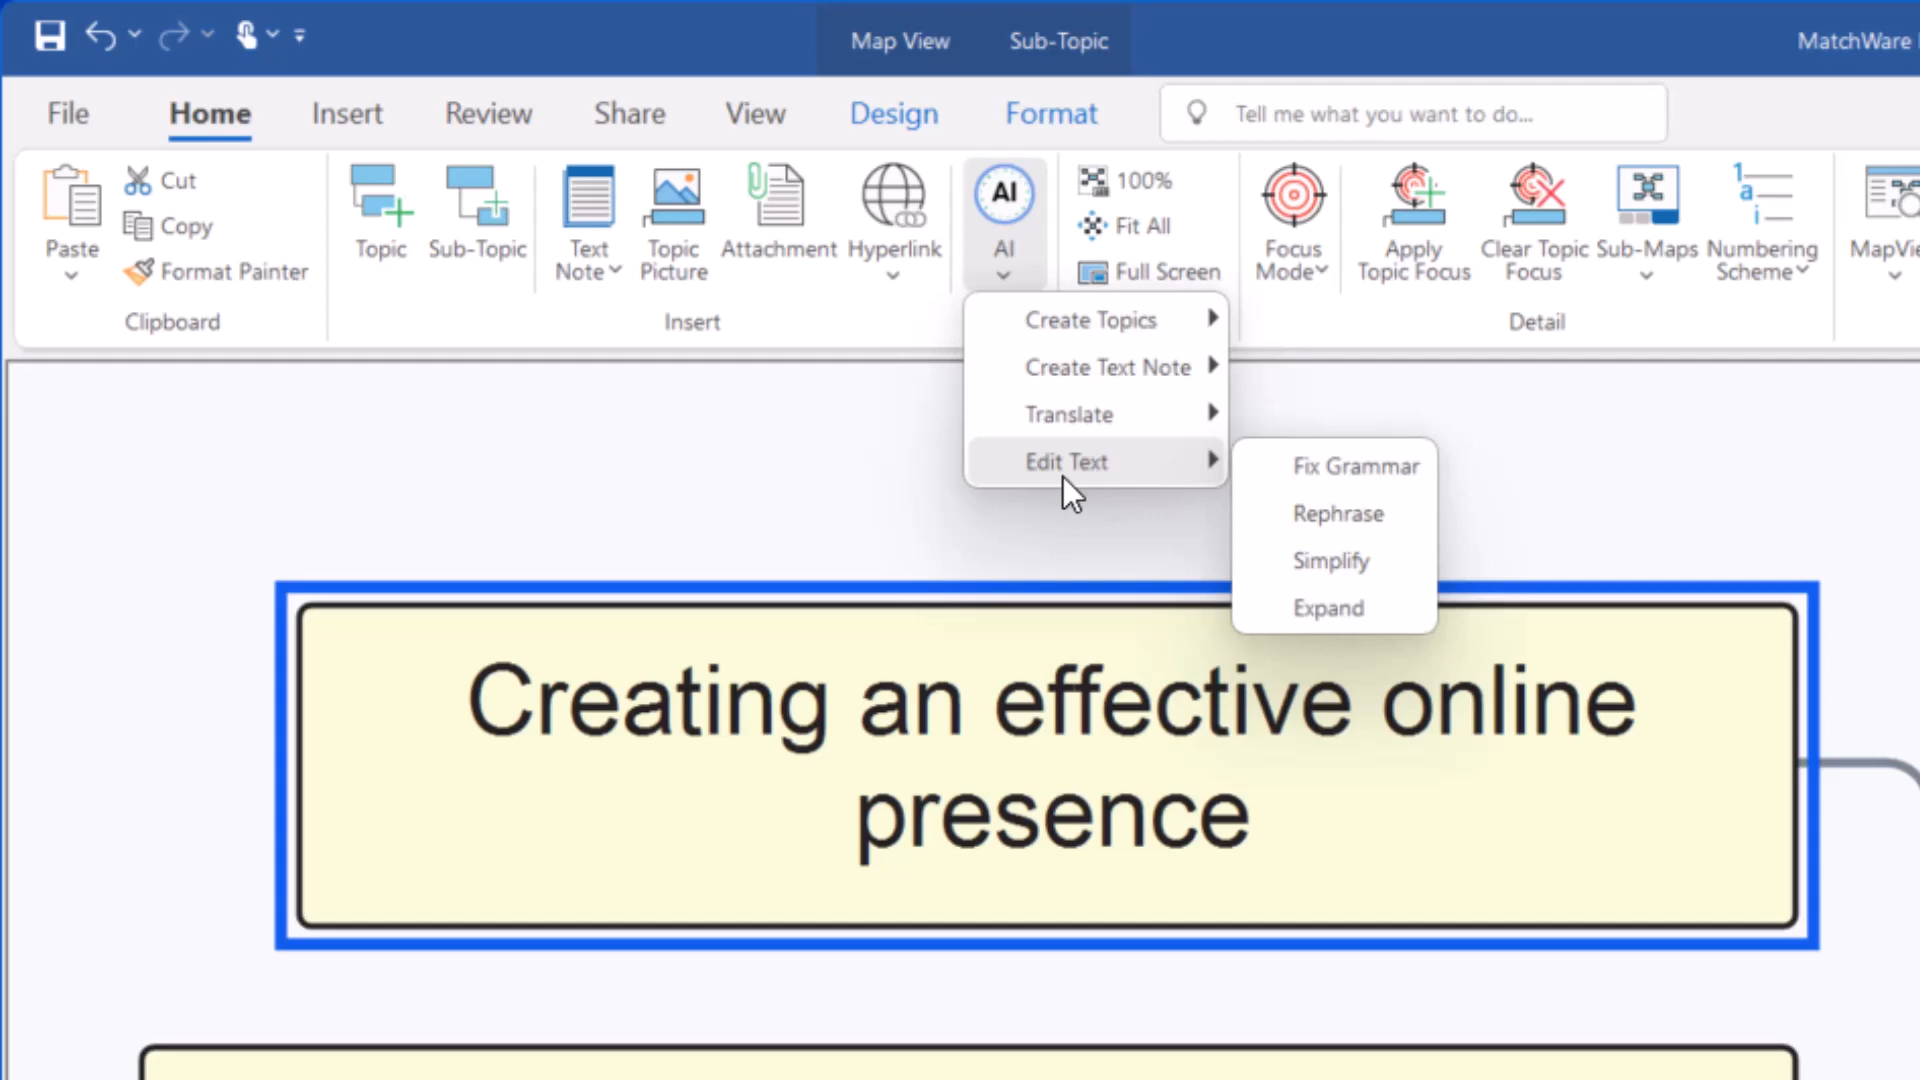 Map View
Sub-Topic
MatchWare
File
Home
Insert
Review
Share
View
Design
Format
Tell me what you want to do...
Paste
Cut
Copy
Format Painter
Clipboard
Topic
Sub-Topic
Text
Note
Topic
Picture
Attachment
Hyperlink
Insert
AI
AI
100%
Fit All
Full Screen
Focus
Mode
Apply
Topic Focus
Clear Topic
Focus
Sub-Maps
Numbering
Scheme
Detail
Create Topics
Create Text Note
Translate
Edit Text
Fix Grammar
Rephrase
Simplify
Expand
Creating an effective online
presence